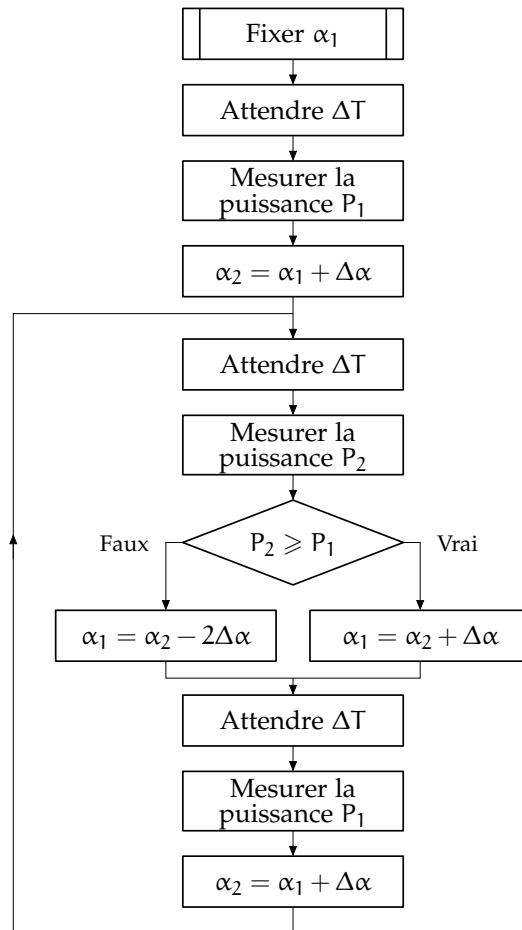 Fixer α₁
Attendre ΔT
Mesurer la
puissance P₁
α₂ = α₁ + Δα
Attendre ΔT
Mesurer la
puissance P₂
Faux
P₂ ⩾ P₁
Vrai
α₁ = α₂ − 2Δα
α₁ = α₂ + Δα
Attendre ΔT
Mesurer la
puissance P₁
α₂ = α₁ + Δα